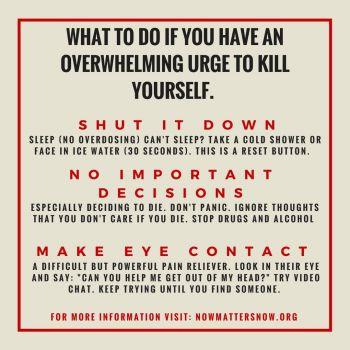 WHAT TO DO IF YOU HAVE AN
OVERWHELMING URGE TO KILL
YOURSELF.
SHUT IT DOWN
SLEEP (NO OVERDOSING) CAN'T SLEEP? TAKE A COLD SHOWER OR
FACE IN ICE WATER (30 SECONDS). THIS IS A RESET BUTTON.
NO IMPORTANT
DECISIONS
ESPECIALLY DECIDING TO DIE. DON'T PANIC. IGNORE THOUGHTS
THAT YOU DON'T CARE IF YOU DIE. STOP DRUGS AND ALCOHOL
MAKE EYE CONTACT
A DIFFICULT BUT POWERFUL PAIN RELIEVER. LOOK IN THEIR EYE
AND SAY: "CAN YOU HELP ME GET OUT OF MY HEAD?" TRY VIDEO
CHAT. KEEP TRYING UNTIL YOU FIND SOMEONE.
FOR MORE INFORMATION VISIT: NOWMATTERSNOW.ORG